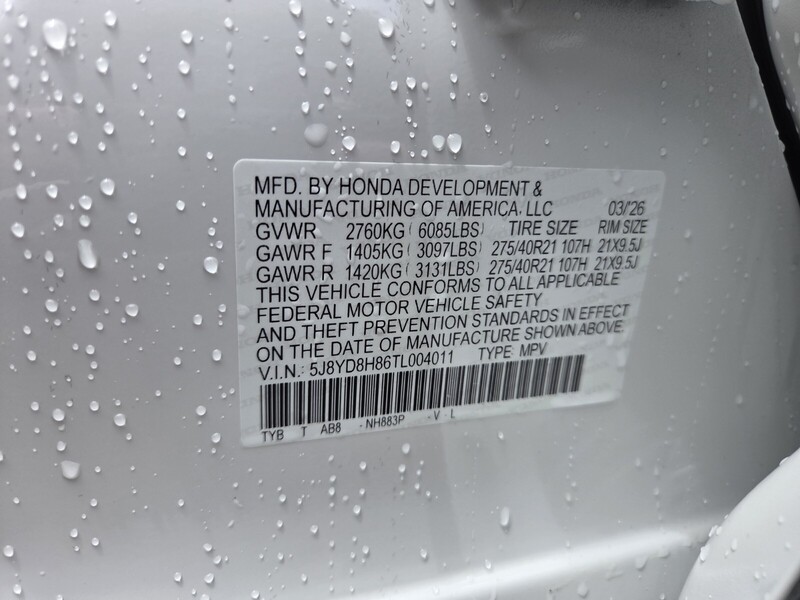 MFD. BY HONDA DEVELOPMENT &
MANUFACTURING OF AMERICA, LLC 03/'26
GVWR 2760KG ( 6085LBS) TIRE SIZE RIM SIZE
GAWR F 1405KG ( 3097LBS) 275/40R21 107H 21X9.5J
GAWR R 1420KG ( 3131LBS) 275/40R21 107H 21X9.5J
THIS VEHICLE CONFORMS TO ALL APPLICABLE
FEDERAL MOTOR VEHICLE SAFETY
AND THEFT PREVENTION STANDARDS IN EFFECT
ON THE DATE OF MANUFACTURE SHOWN ABOVE.
V.I.N.: 5J8YD8H86TL004011 TYPE: MPV
TYB T AB8 -NH883P -V-L